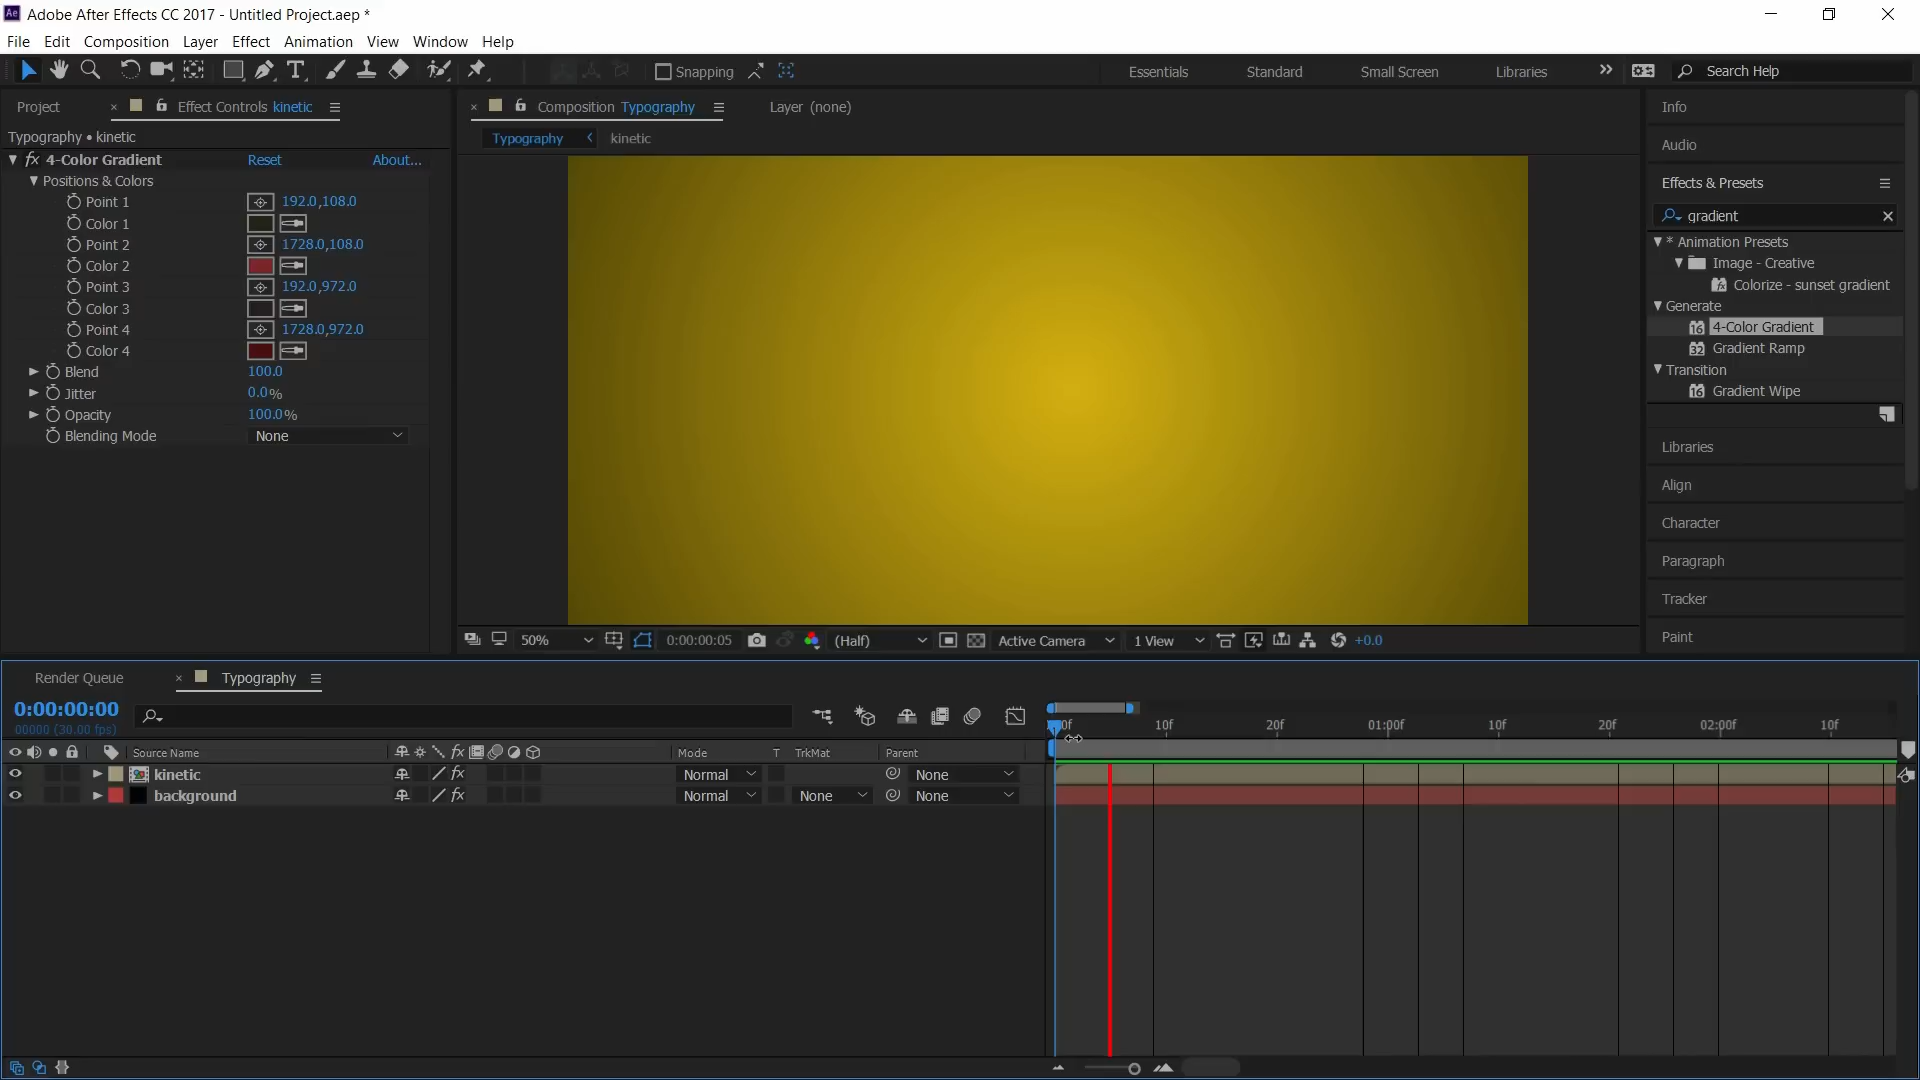 Adobe After Effects CC 2017 - Untitled Project.aep *
File Edit Composition Layer Effect Animation View Window Help
Snapping Essentials Standard Small Screen Libraries Search Help
Project × Effect Controls kinetic
Typography • kinetic
fx 4-Color Gradient Reset About...
Positions & Colors
Point 1 192.0,108.0
Color 1
Point 2 1728.0,108.0
Color 2
Point 3 192.0,972.0
Color 3
Point 4 1728.0,972.0
Color 4
Blend 100.0
Jitter 0.0%
Opacity 100.0%
Blending Mode None
× Composition Typography Layer (none)
Typography kinetic
50% 0:00:00:05 (Half) Active Camera 1 View +0.0
Info
Audio
Effects & Presets
gradient
* Animation Presets
Image - Creative
Colorize - sunset gradient
Generate
16 4-Color Gradient
32 Gradient Ramp
Transition
16 Gradient Wipe
Libraries
Align
Character
Paragraph
Tracker
Paint
Render Queue × Typography
0:00:00:00
00000 (30.00 fps)
Source Name fx Mode T TrkMat Parent
kinetic fx Normal None
background fx Normal None None
00f 10f 20f 01:00f 10f 20f 02:00f 10f